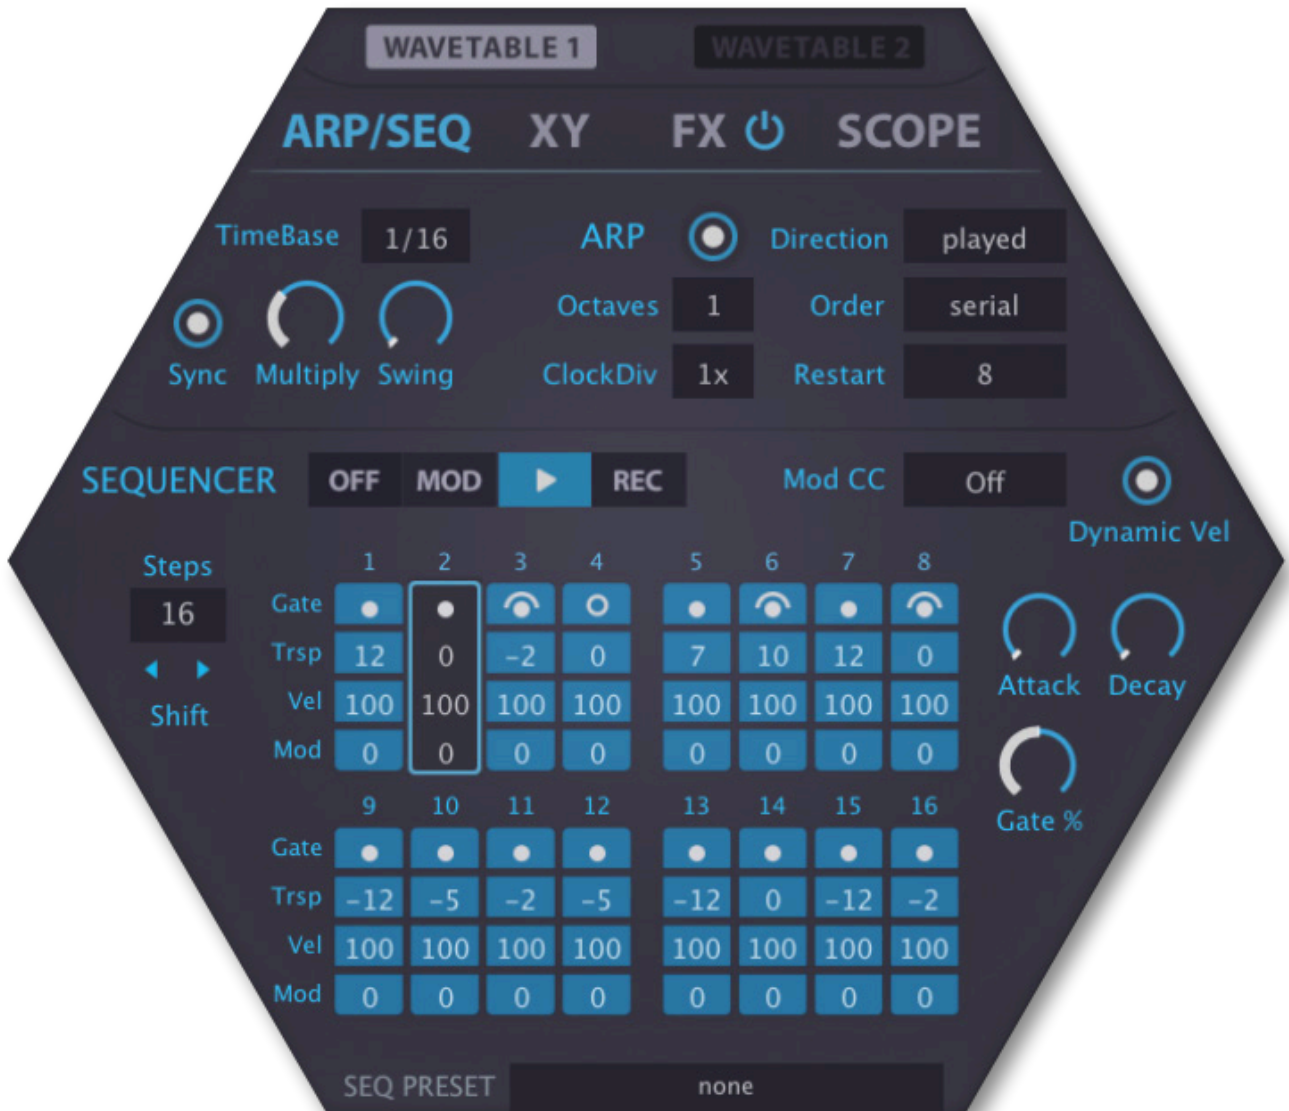 WAVETABLE 1 WAVETABLE 2
ARP/SEQ XY FX SCOPE
TimeBase 1/16 ARP Direction played
Octaves 1 Order serial
Sync Multiply Swing ClockDiv 1x Restart 8
SEQUENCER OFF MOD REC Mod CC Off
Dynamic Vel
Steps 1 2 3 4 5 6 7 8
16 Gate
Trsp 12 0 -2 0 7 10 12 0
Shift Vel 100 100 100 100 100 100 100 100
Attack Decay
Mod 0 0 0 0 0 0 0 0
9 10 11 12 13 14 15 16
Gate %
Gate
Trsp -12 -5 -2 -5 -12 0 -12 -2
Vel 100 100 100 100 100 100 100 100
Mod 0 0 0 0 0 0 0 0
SEQ PRESET none